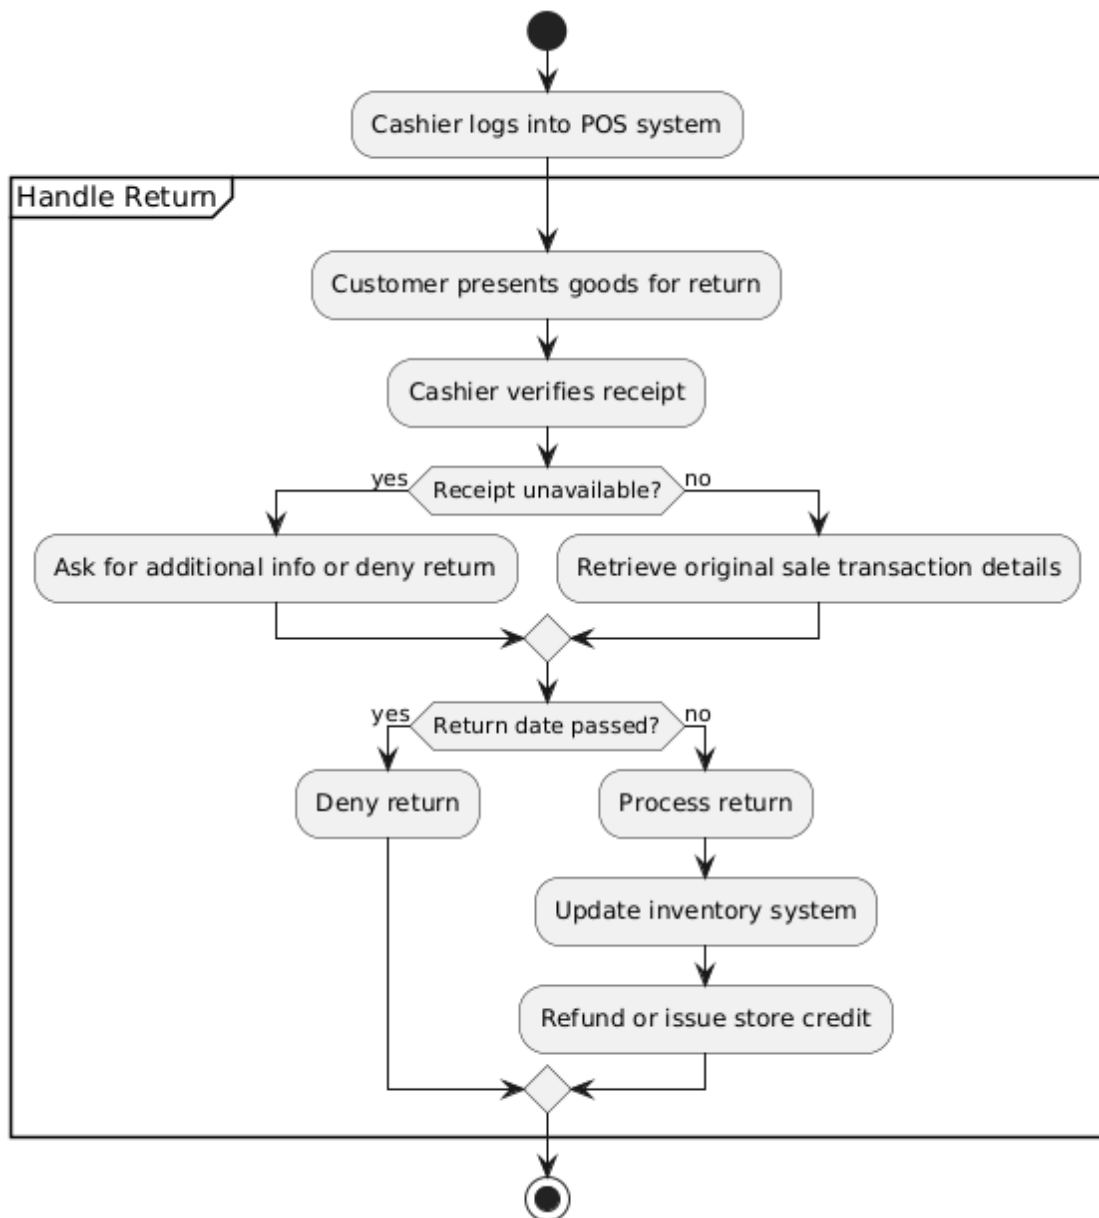 Cashier logs into POS system
Handle Return
Customer presents goods for return
Cashier verifies receipt
yes
Receipt unavailable?
no
Ask for additional info or deny return
Retrieve original sale transaction details
yes
Return date passed?
no
Deny return
Process return
Update inventory system
Refund or issue store credit